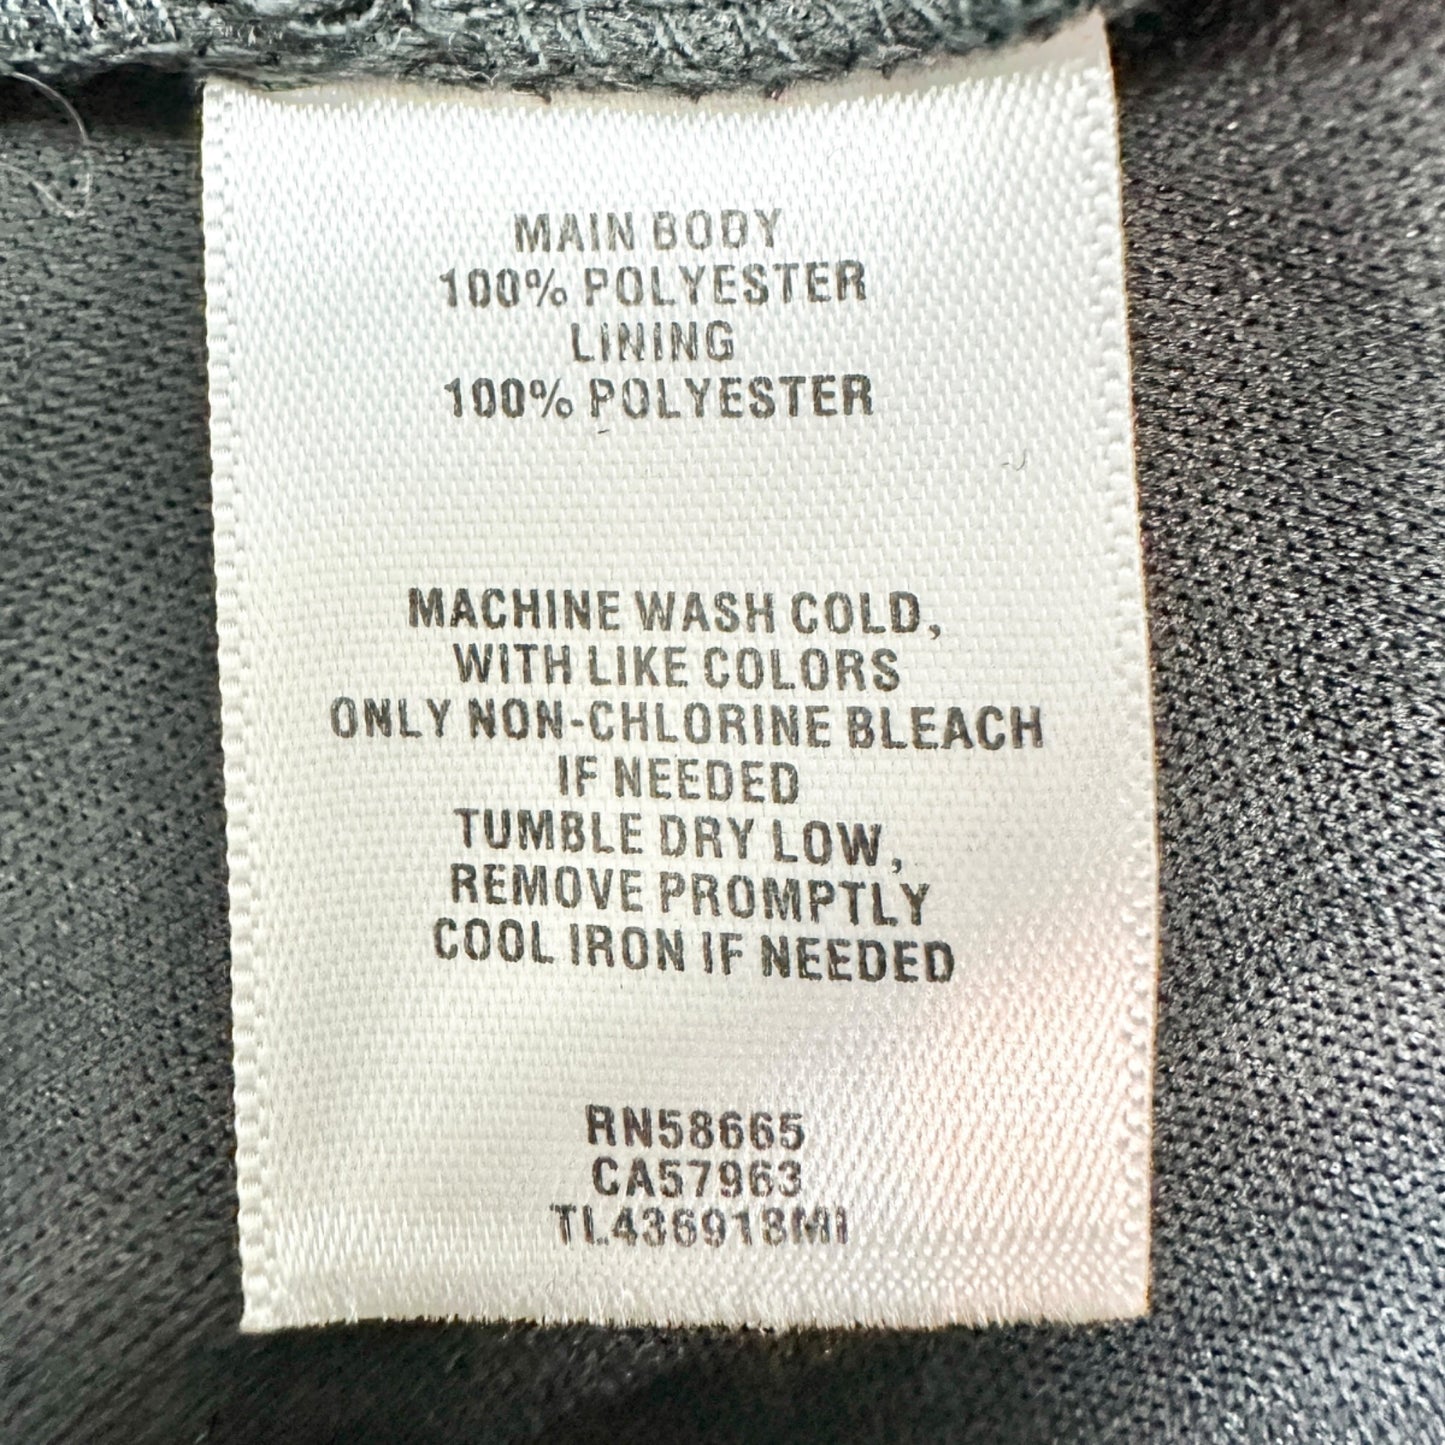 MAIN BODY
100% POLYESTER
LINING
100% POLYESTER
MACHINE WASH COLD,
WITH LIKE COLORS
ONLY NON-CHLORINE BLEACH
IF NEEDED
TUMBLE DRY LOW,
REMOVE PROMPTLY
COOL IRON IF NEEDED
RN58665
CA57963
TL436918MI